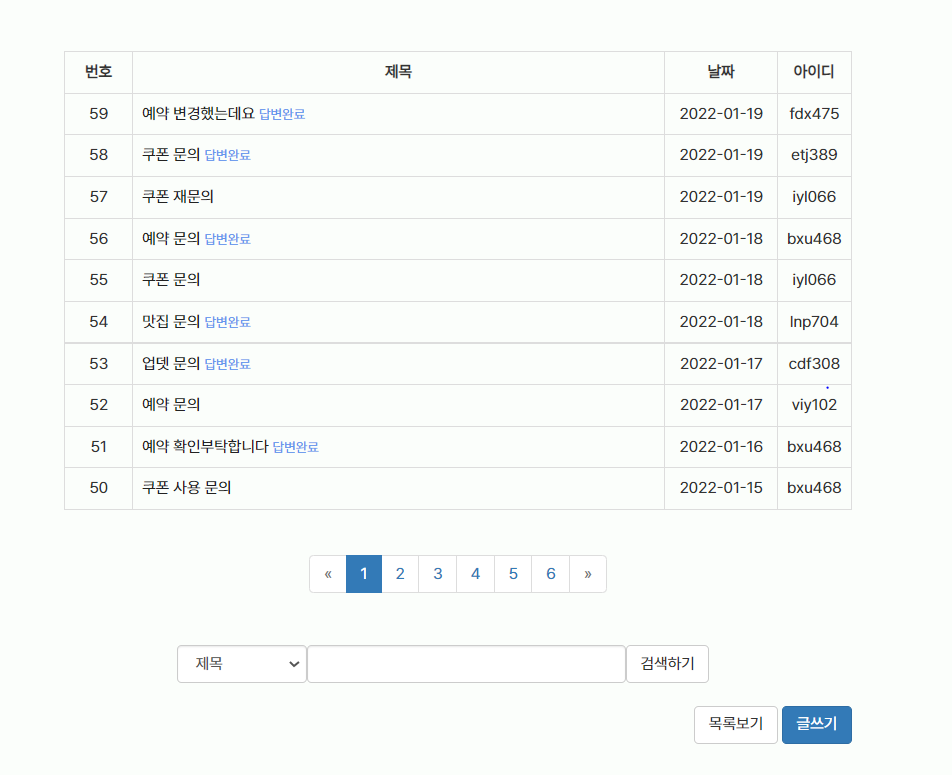 번호 제목 날짜 아이디
59 예약 변경했는데요 답변완료 2022-01-19 fdx475
58 쿠폰 문의 답변완료 2022-01-19 etj389
57 쿠폰 재문의 2022-01-19 iyl066
56 예약 문의 답변완료 2022-01-18 bxu468
55 쿠폰 문의 2022-01-18 iyl066
54 맛집 문의 답변완료 2022-01-18 lnp704
53 업뎃 문의 답변완료 2022-01-17 cdf308
52 예약 문의 2022-01-17 viy102
51 예약 확인부탁합니다 답변완료 2022-01-16 bxu468
50 쿠폰 사용 문의 2022-01-15 bxu468
« 1 2 3 4 5 6 »
제목 검색하기
목록보기 글쓰기